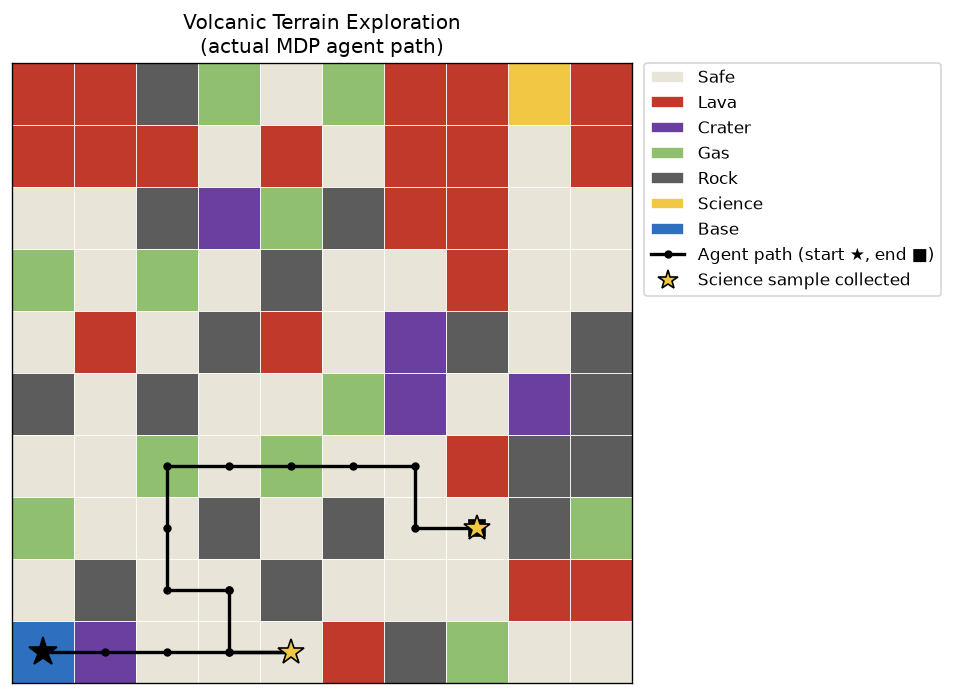 Volcanic Terrain Exploration
(actual MDP agent path)
Safe
Lava
Crater
Gas
Rock
Science
Base
Agent path (start ★, end ■)
Science sample collected